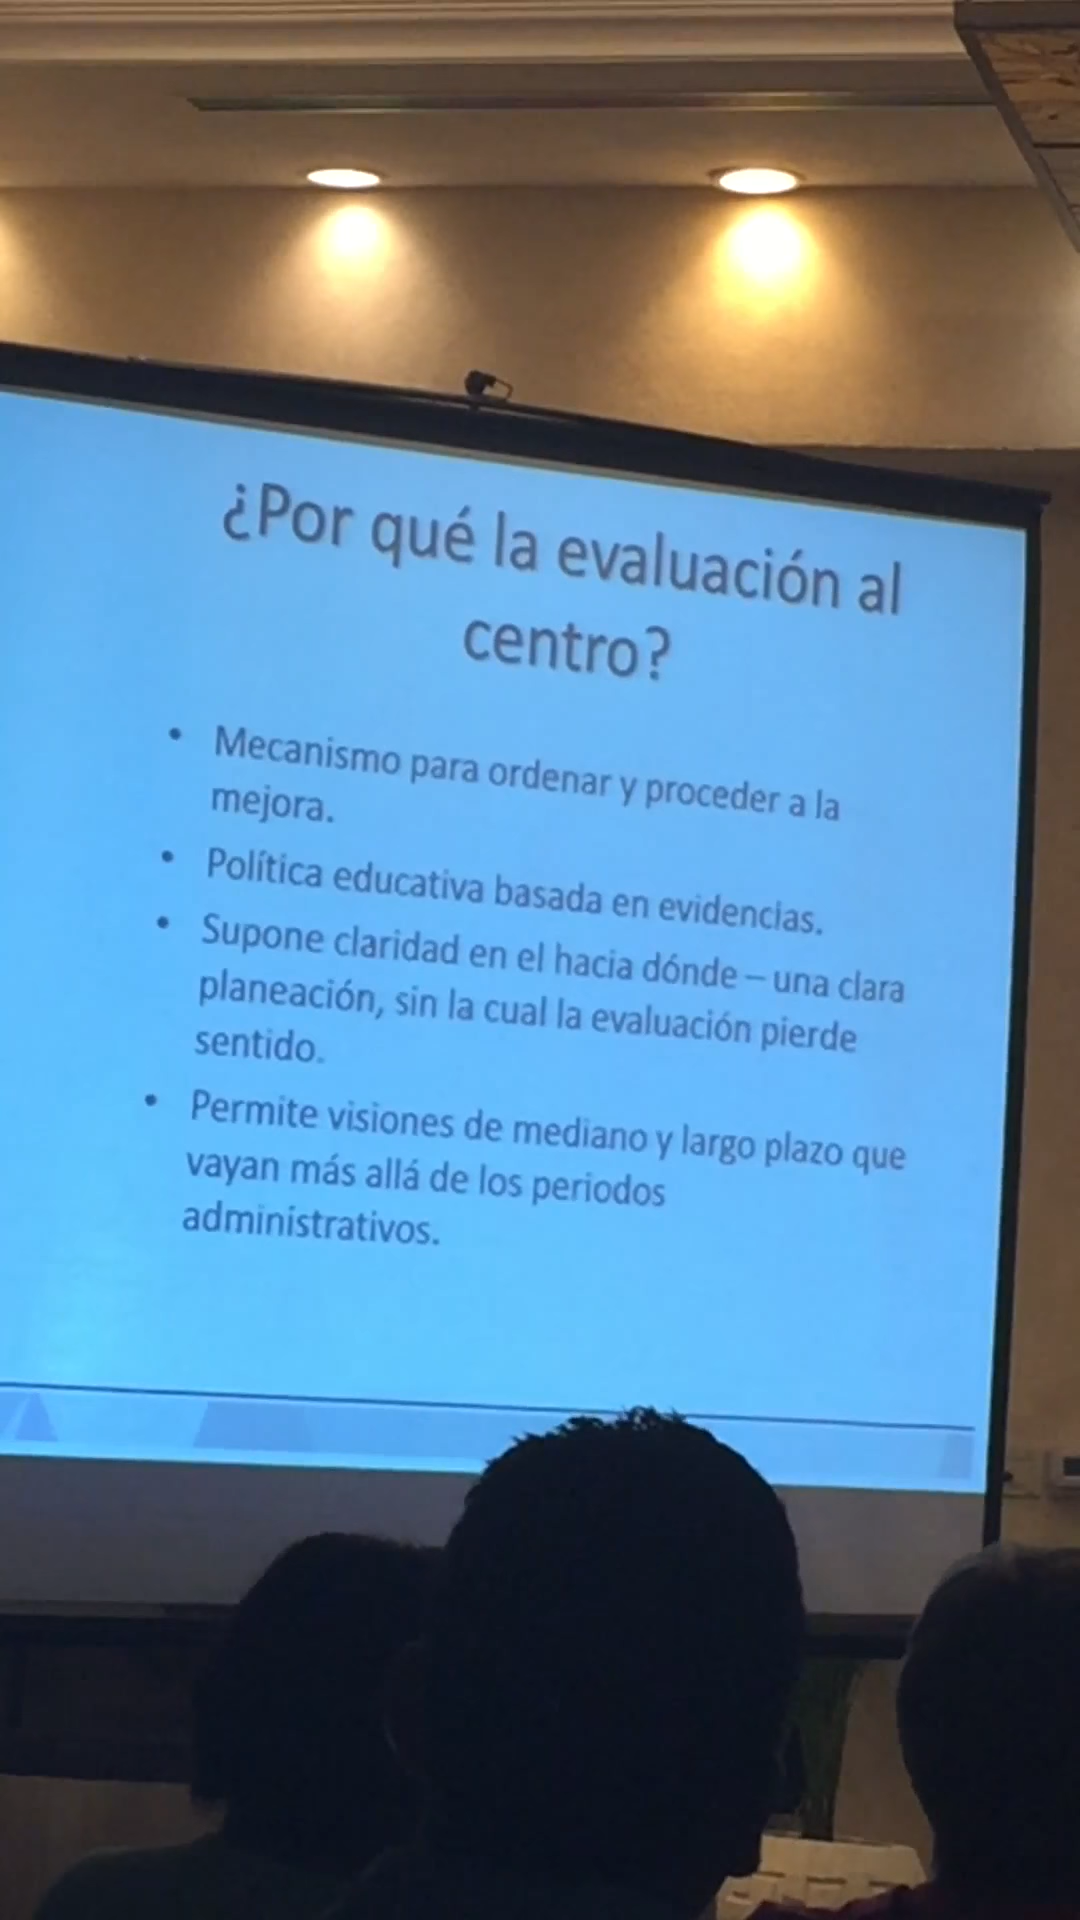 ¿Por qué la evaluación al
centro?
• Mecanismo para ordenar y proceder a la
mejora.
• Política educativa basada en evidencias.
• Supone claridad en el hacia dónde – una clara
planeación, sin la cual la evaluación pierde
sentido.
• Permite visiones de mediano y largo plazo que
vayan más allá de los periodos
administrativos.